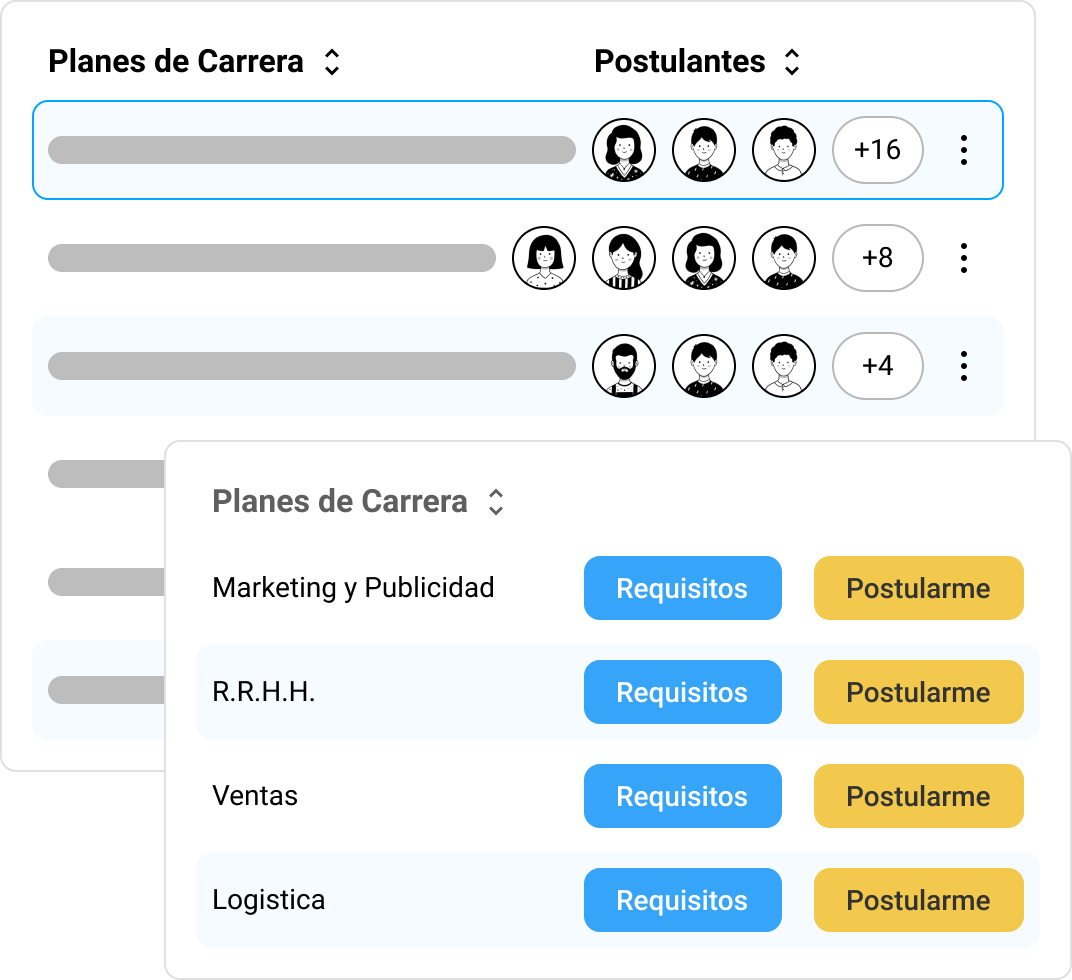 Planes de Carrera Postulantes
+16
+8
+4
Planes de Carrera
Marketing y Publicidad Requisitos Postularme
R.R.H.H. Requisitos Postularme
Ventas Requisitos Postularme
Logistica Requisitos Postularme